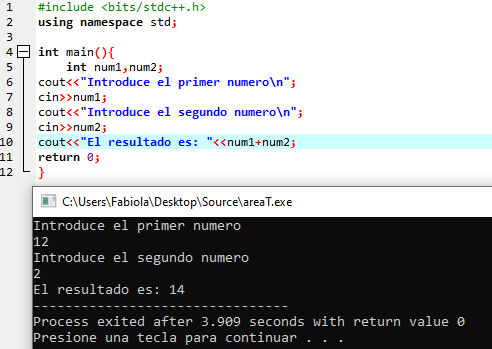 1 #include <bits/stdc++.h>
2 using namespace std;
3
4 int main(){
5 int num1,num2;
6 cout<<"Introduce el primer numero\n";
7 cin>>num1;
8 cout<<"Introduce el segundo numero\n";
9 cin>>num2;
10 cout<<"El resultado es: "<<num1+num2;
11 return 0;
12 }
C:\Users\Fabiola\Desktop\Source\areaT.exe
Introduce el primer numero
12
Introduce el segundo numero
2
El resultado es: 14
--------------------------------
Process exited after 3.909 seconds with return value 0
Presione una tecla para continuar . . .